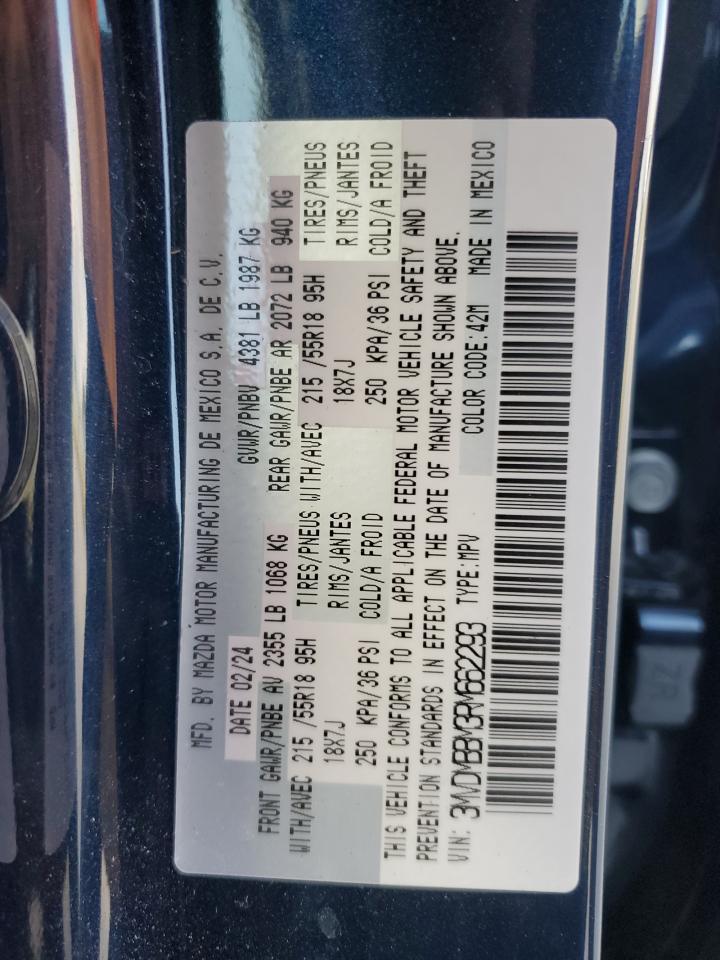 MFD. BY MAZDA MOTOR MANUFACTURING DE MEXICO S.A. DE C.V.
DATE 02/24 GVWR/PNBV 4381 LB 1987 KG
FRONT GAWR/PNBE AV 2355 LB 1068 KG REAR GAWR/PNBE AR 2072 LB 940 KG
WITH/AVEC 215 /55R18 95H TIRES/PNEUS WITH/AVEC 215 /55R18 95H TIRES/PNEUS
18X7J RIMS/JANTES 18X7J RIMS/JANTES
250 KPA/36 PSI COLD/A FROID 250 KPA/36 PSI COLD/A FROID
THIS VEHICLE CONFORMS TO ALL APPLICABLE FEDERAL MOTOR VEHICLE SAFETY AND THEFT
PREVENTION STANDARDS IN EFFECT ON THE DATE OF MANUFACTURE SHOWN ABOVE.
VIN: 3MVDMBBM3RM662293 TYPE:MPV COLOR CODE:42M MADE IN MEXICO